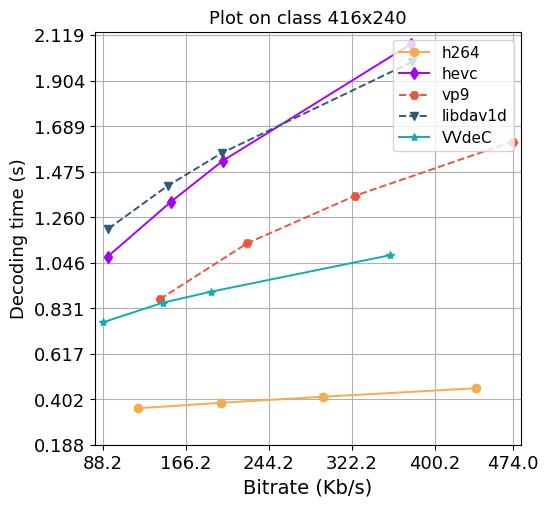 Plot on class 416x240
h264
hevc
vp9
libdav1d
VVdeC
Decoding time (s)
2.119
1.904
1.689
1.475
1.260
1.046
0.831
0.617
0.402
0.188
88.2 166.2 244.2 322.2 400.2 474.0
Bitrate (Kb/s)